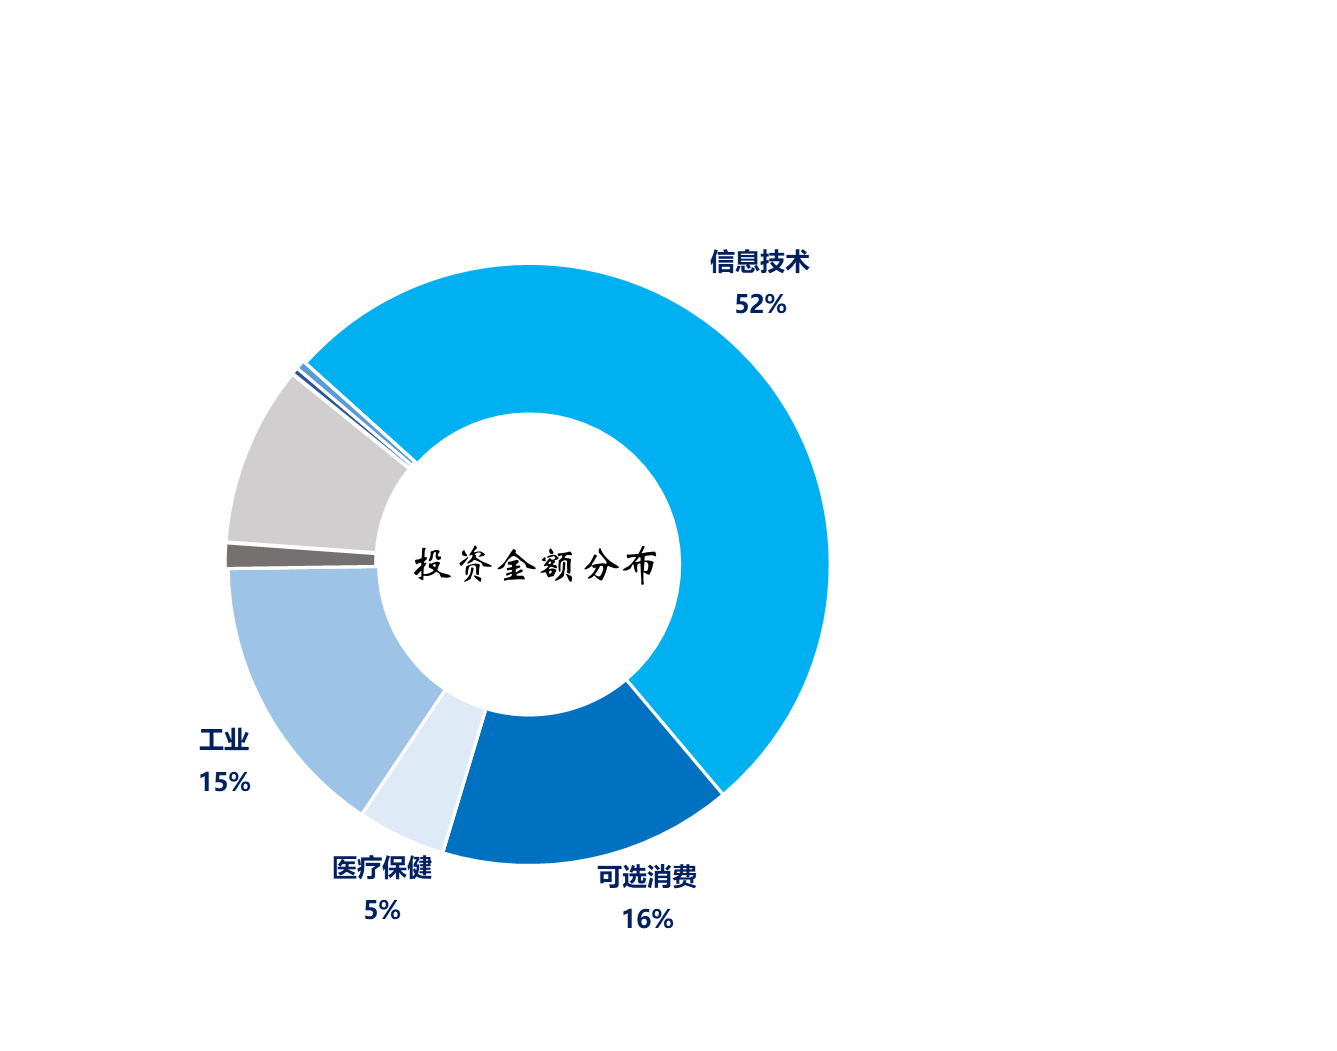 信息技术
52%
投资金额分布
工业
15%
医疗保健
5%
可选消费
16%